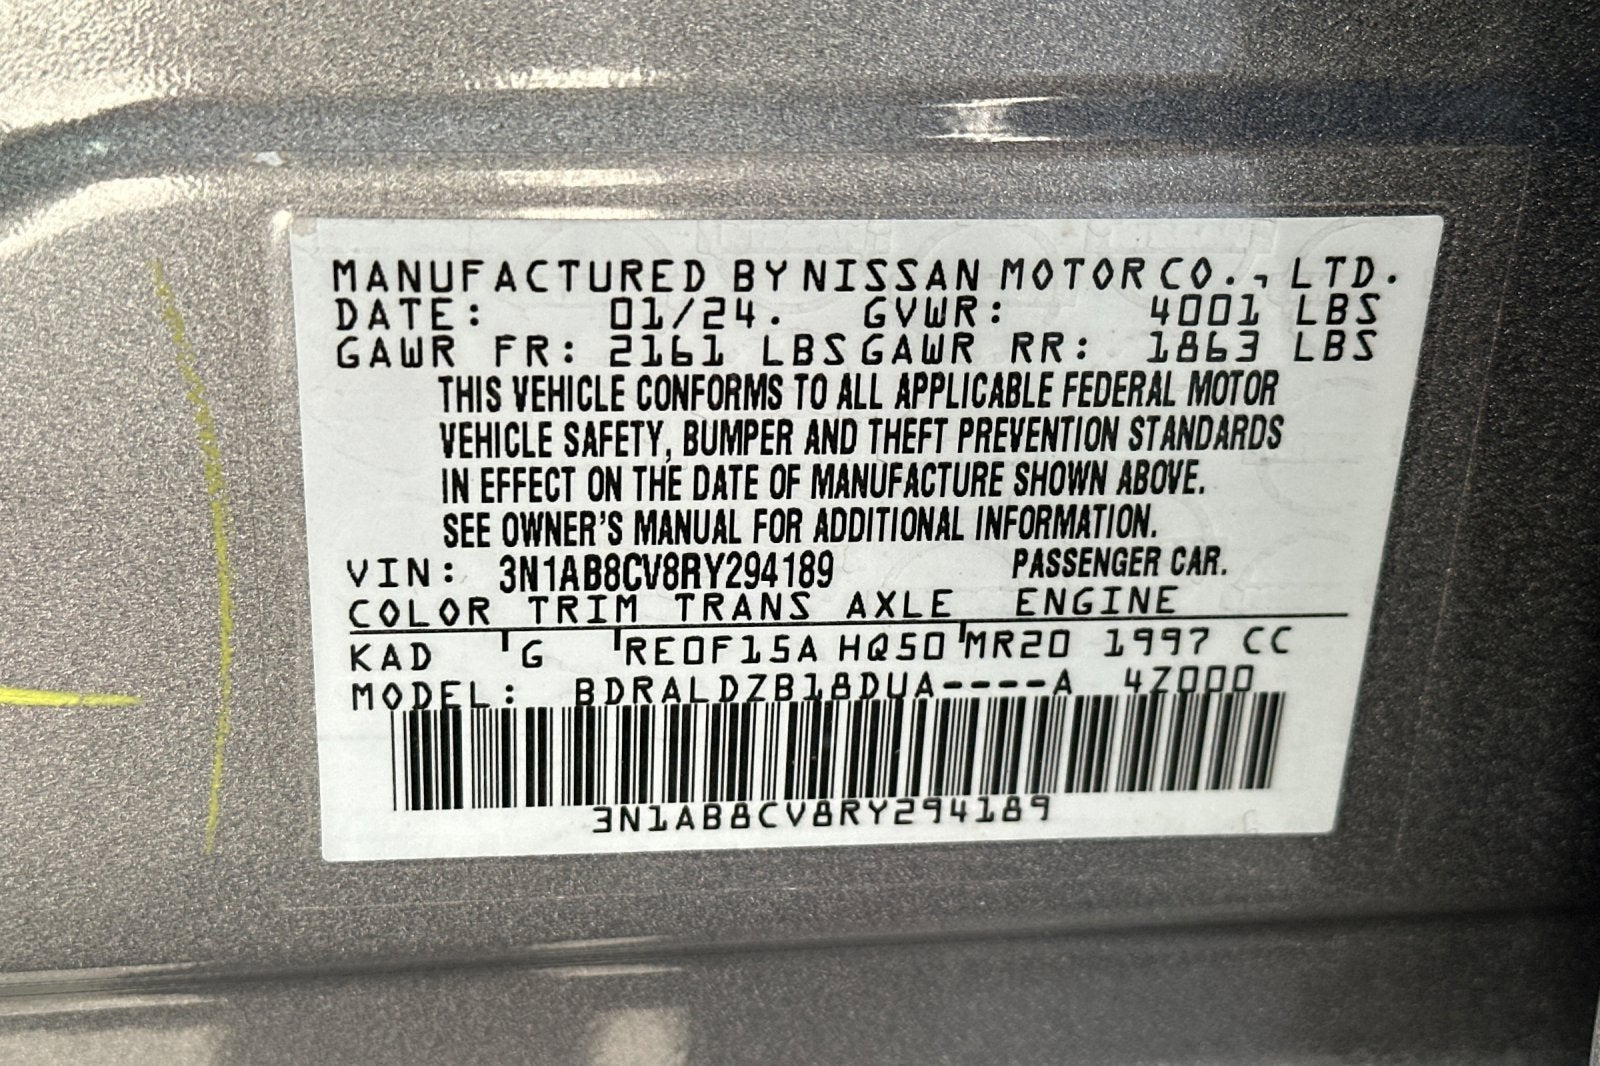 MANUFACTURED BY NISSAN MOTOR CO., LTD.
DATE: 01/24. GVWR: 4001 LBS
GAWR FR: 2161 LBS GAWR RR: 1863 LBS
THIS VEHICLE CONFORMS TO ALL APPLICABLE FEDERAL MOTOR
VEHICLE SAFETY, BUMPER AND THEFT PREVENTION STANDARDS
IN EFFECT ON THE DATE OF MANUFACTURE SHOWN ABOVE.
SEE OWNER'S MANUAL FOR ADDITIONAL INFORMATION.
VIN: 3N1AB8CV8RY294189 PASSENGER CAR.
COLOR TRIM TRANS AXLE ENGINE
KAD G RE0F15A HQ50 MR20 1997 CC
MODEL: BDRALDZB18DUA----A 4Z000
3N1AB8CV8RY294189